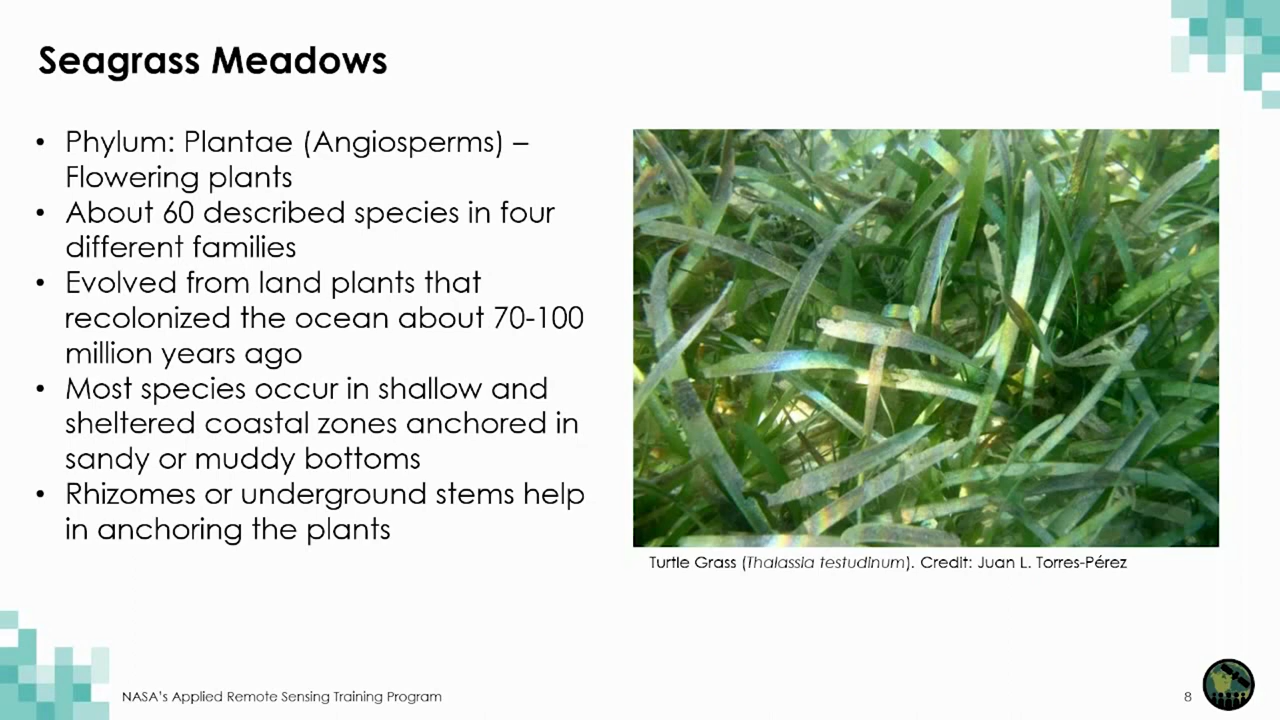 Seagrass Meadows
• Phylum: Plantae (Angiosperms) –
Flowering plants
• About 60 described species in four
different families
• Evolved from land plants that
recolonized the ocean about 70-100
million years ago
• Most species occur in shallow and
sheltered coastal zones anchored in
sandy or muddy bottoms
• Rhizomes or underground stems help
in anchoring the plants
Turtle Grass (Thalassia testudinum). Credit: Juan L. Torres-Pérez
NASA's Applied Remote Sensing Training Program
8